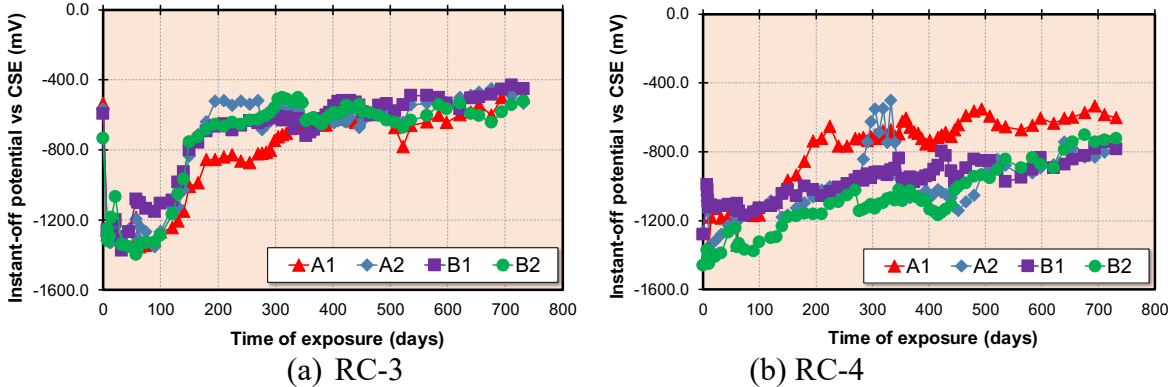 Instant-off potential vs CSE (mV)
0.0
-400.0
-800.0
-1200.0
-1600.0
A1 A2 B1 B2
0 100 200 300 400 500 600 700 800
Time of exposure (days)
(a) RC-3
Instant-off potential vs CSE (mV)
0.0
-400.0
-800.0
-1200.0
-1600.0
A1 A2 B1 B2
0 100 200 300 400 500 600 700 800
Time of exposure (days)
(b) RC-4